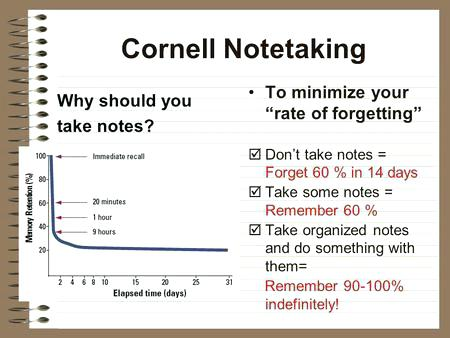 Cornell Notetaking
Why should you
take notes?
100
80
60
40
20
Memory Retention (%)
Immediate recall
20 minutes
1 hour
9 hours
2 4 6 8 10 15 20 25 31
Elapsed time (days)
• To minimize your
“rate of forgetting”
☑ Don’t take notes =
Forget 60 % in 14 days
☑ Take some notes =
Remember 60 %
☑ Take organized notes
and do something with
them=
Remember 90-100%
indefinitely!